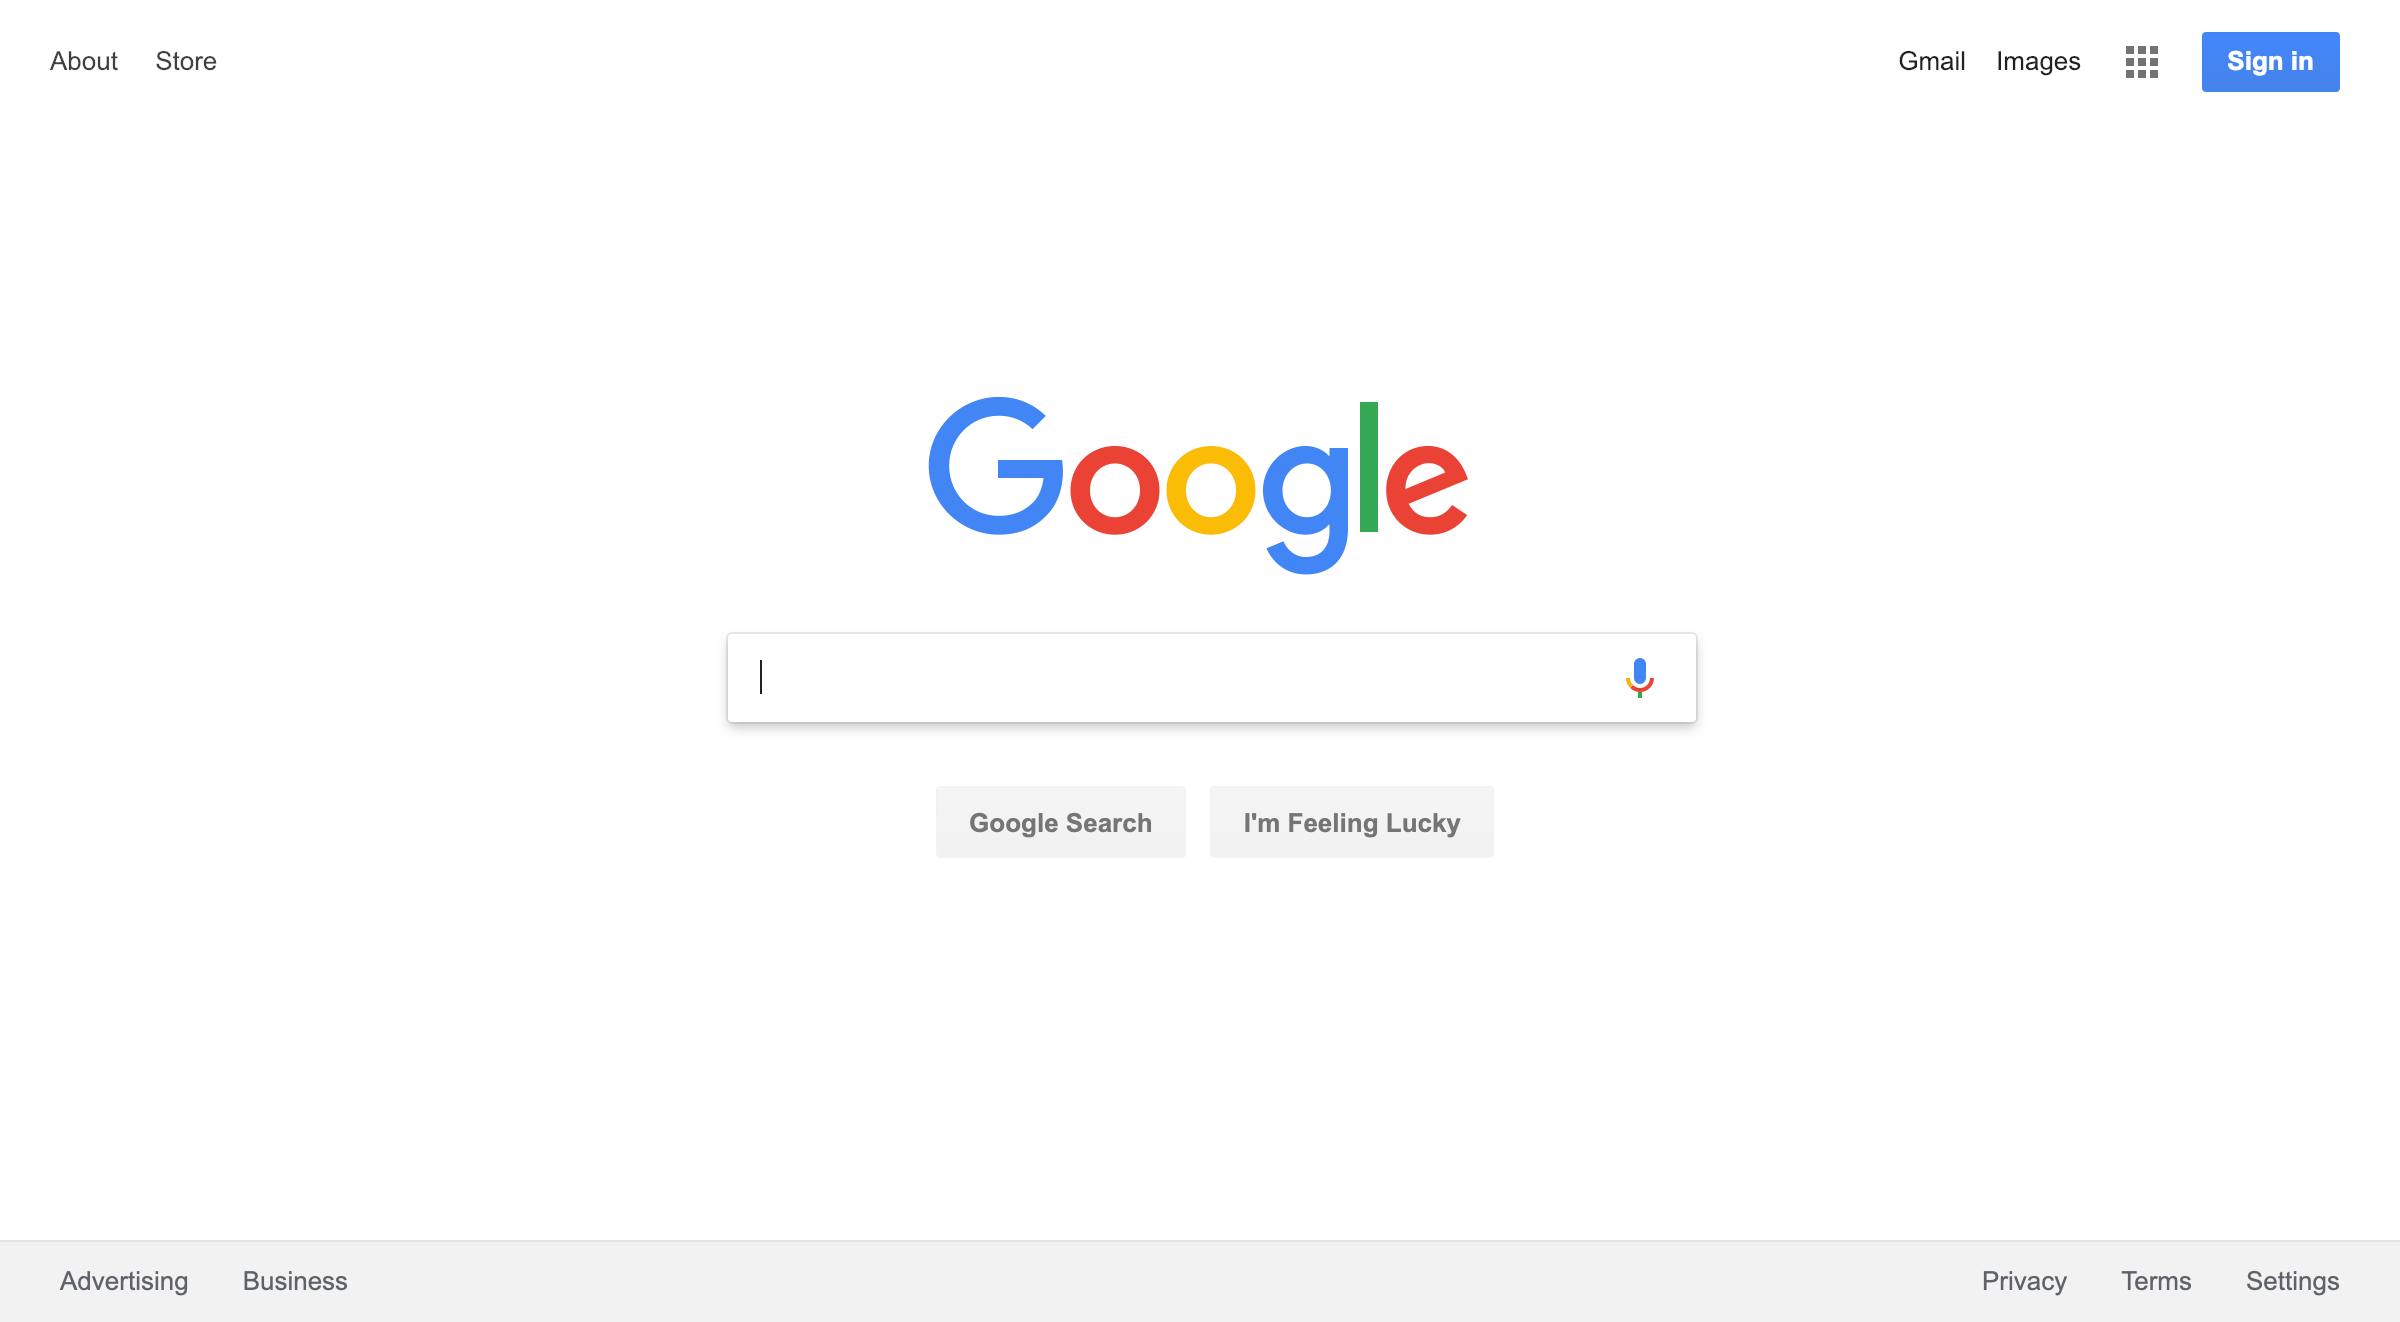 About Store Gmail Images Sign in
Google
Google Search I'm Feeling Lucky
Advertising Business Privacy Terms Settings